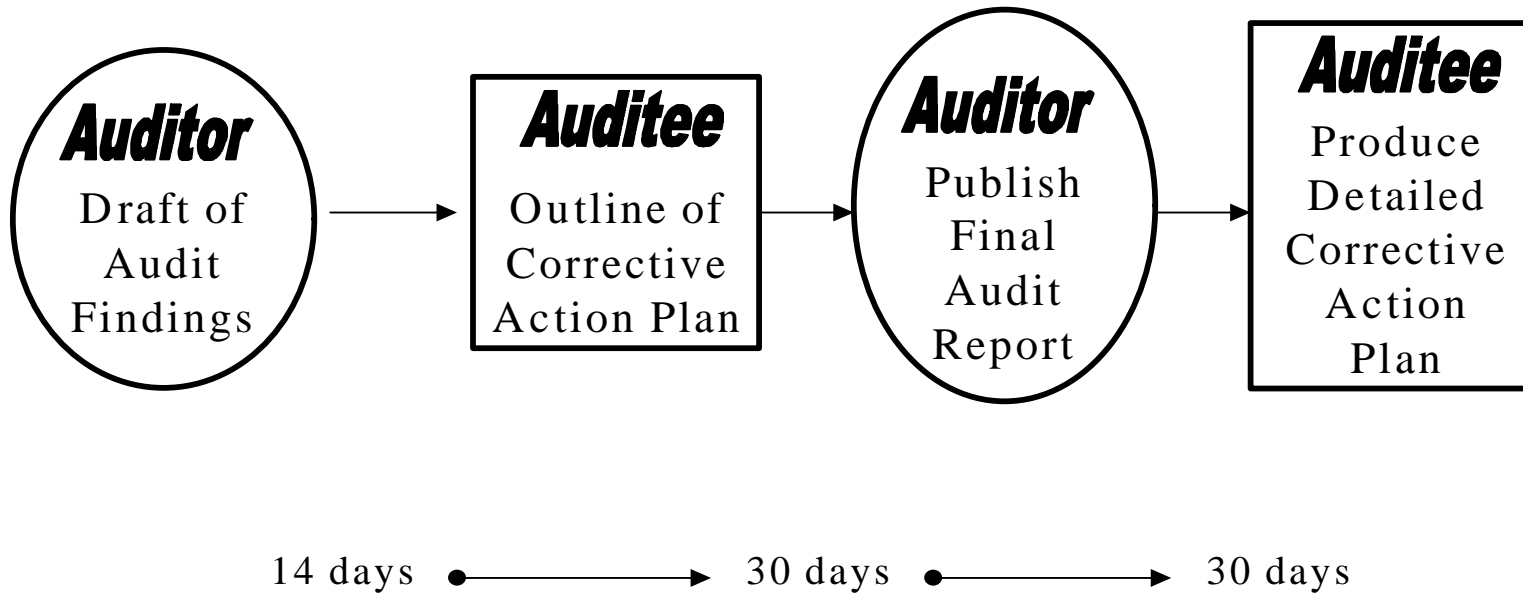 Auditor
Draft of
Audit
Findings
Auditee
Outline of
Corrective
Action Plan
Auditor
Publish
Final
Audit
Report
Auditee
Produce
Detailed
Corrective
Action
Plan
14 days 30 days 30 days